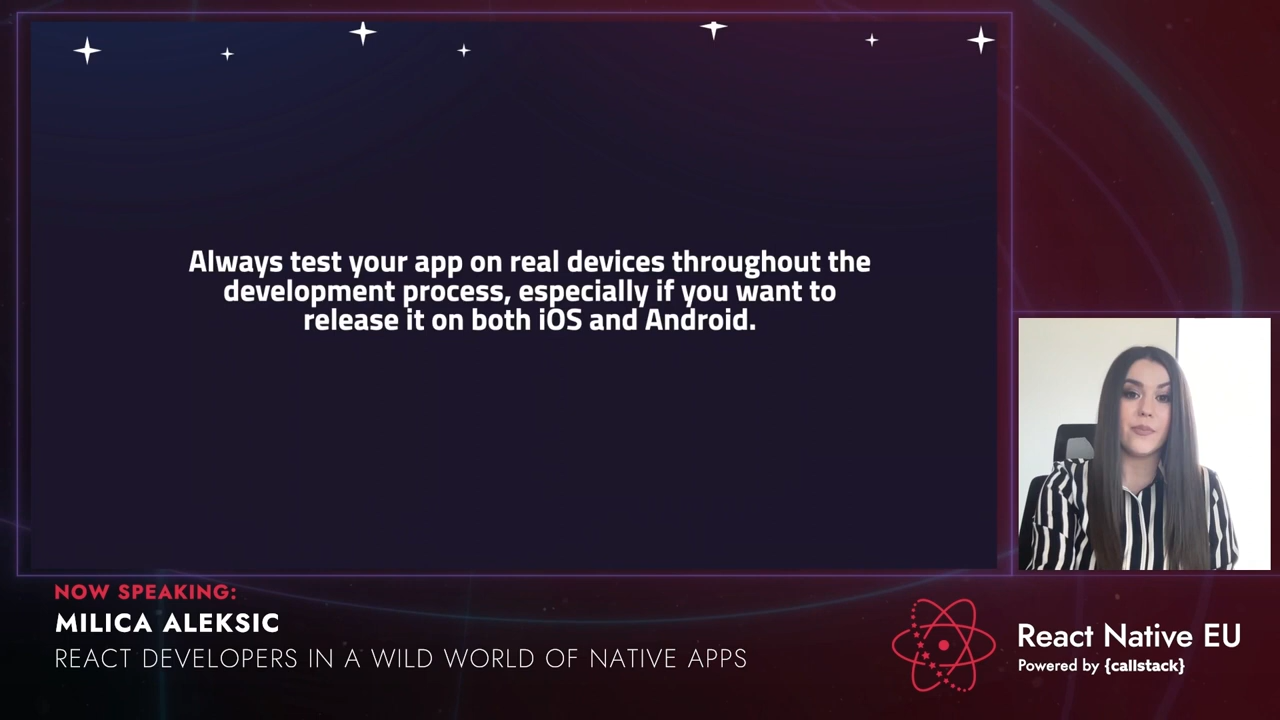 Always test your app on real devices throughout the
development process, especially if you want to
release it on both iOS and Android.
NOW SPEAKING:
MILICA ALEKSIC
REACT DEVELOPERS IN A WILD WORLD OF NATIVE APPS
React Native EU
Powered by {callstack}